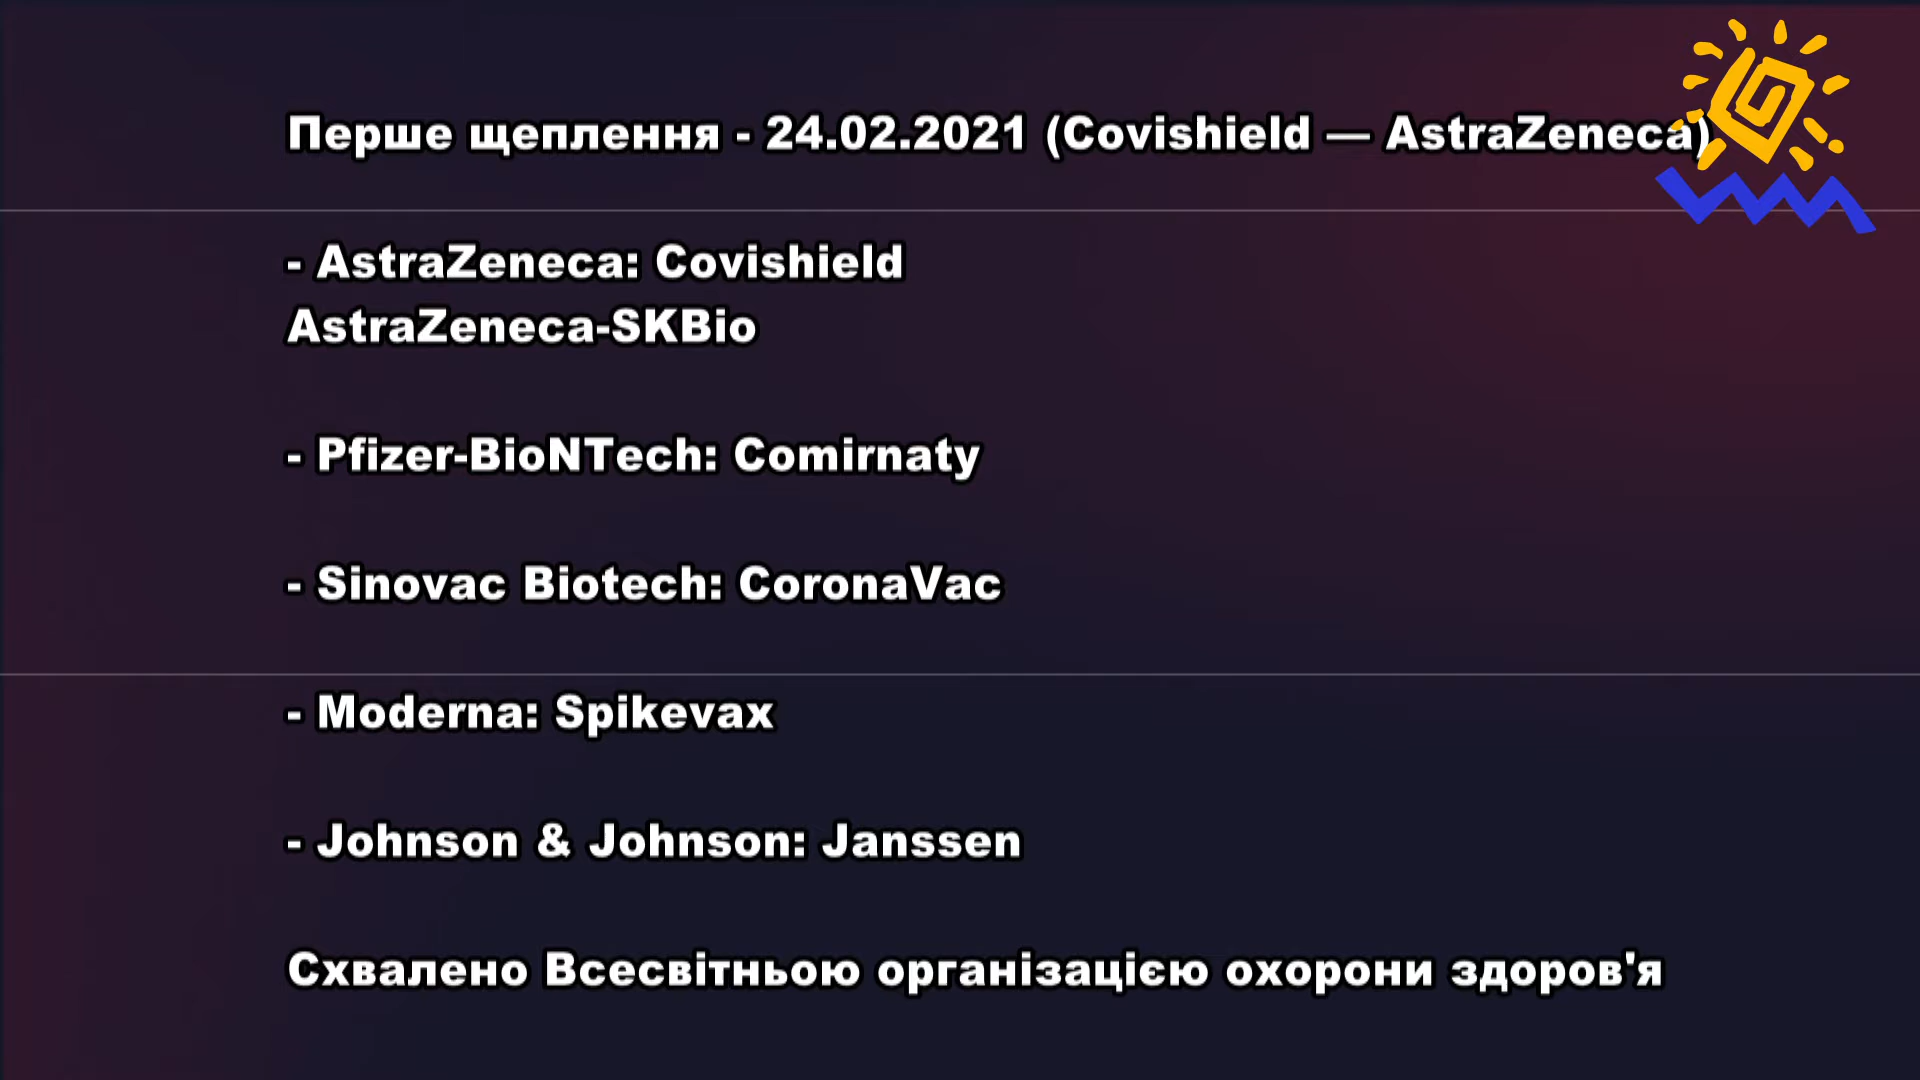 Перше щеплення - 24.02.2021 (Covishield — AstraZeneca)
- AstraZeneca: Covishield
AstraZeneca-SKBio
- Pfizer-BioNTech: Comirnaty
- Sinovac Biotech: CoronaVac
- Moderna: Spikevax
- Johnson & Johnson: Janssen
Схвалено Всесвітньою організацією охорони здоров'я